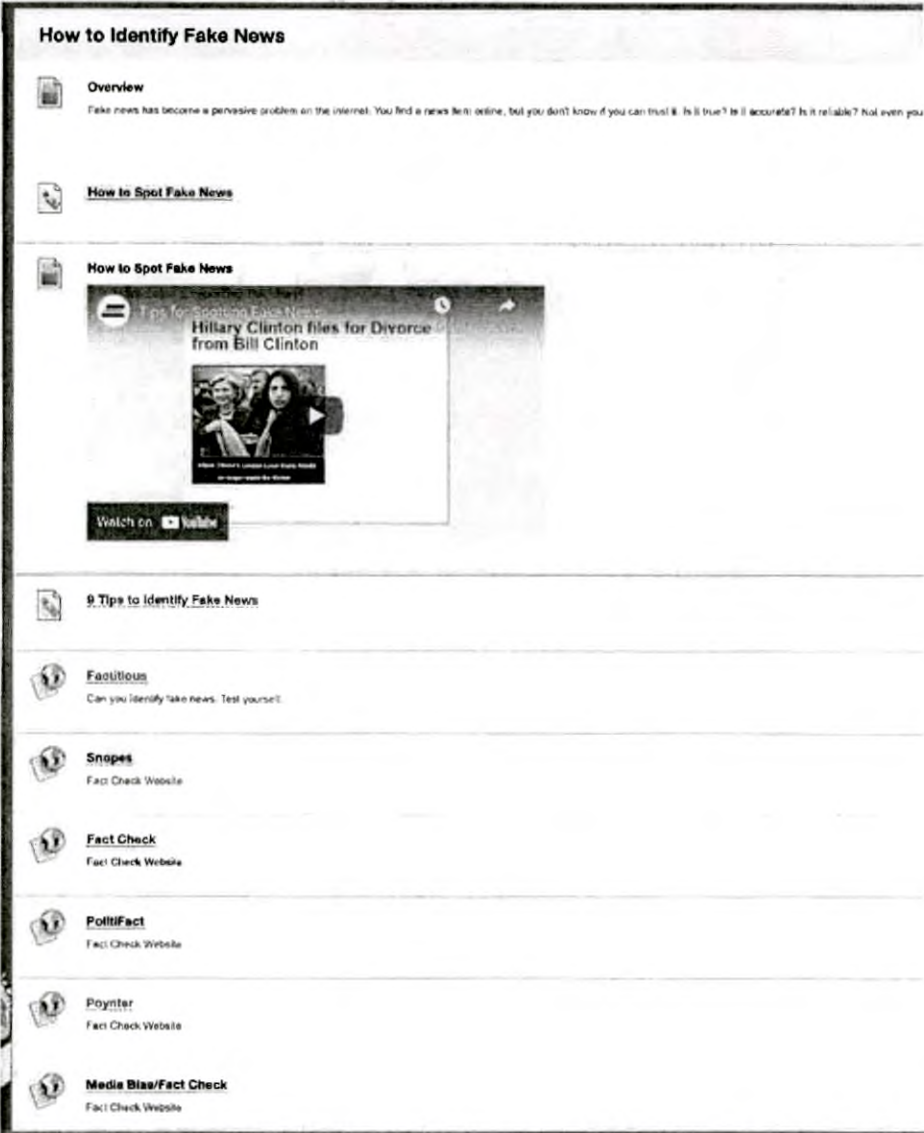 How to Identify Fake News
Overview
Fake news has become a pervasive problem on the internet. You find a news item online, but you don't know if you can trust it. Is it true? Is it accurate? Is it reliable? Not even you
How to Spot Fake News
How to Spot Fake News
Tips for Spotting Fake News
Hillary Clinton files for Divorce
from Bill Clinton
Watch on YouTube
9 Tips to Identify Fake News
Factitious
Can you identify fake news. Test yourself.
Snopes
Fact Check Website
Fact Check
Fact Check Website
PolitiFact
Fact Check Website
Poynter
Fact Check Website
Media Bias/Fact Check
Fact Check Website